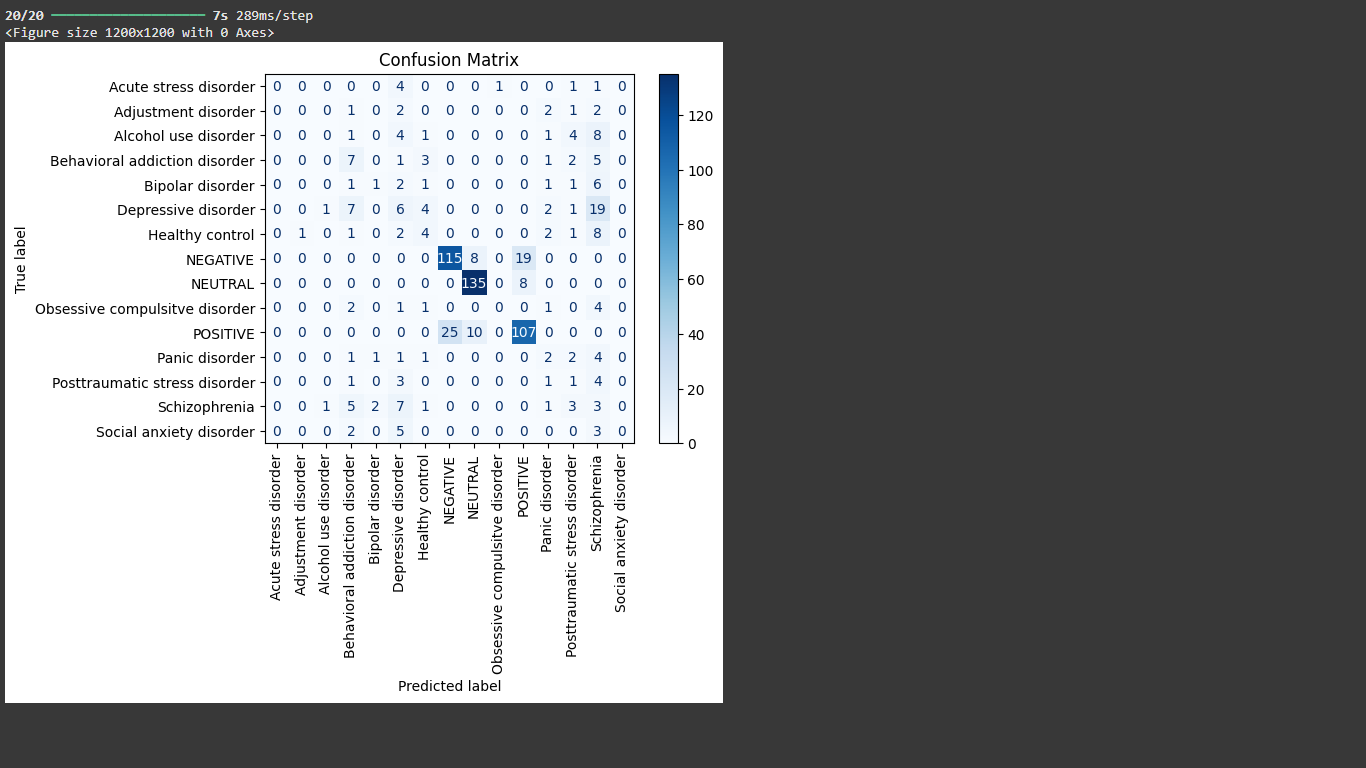 20/20 ━━━━━━━━━━━━━━━━━━━━ 7s 289ms/step
<Figure size 1200x1200 with 0 Axes>
Confusion Matrix
True label
Acute stress disorder 0 0 0 0 0 4 0 0 0 1 0 0 1 1 0
Adjustment disorder 0 0 0 1 0 2 0 0 0 0 0 2 1 2 0
Alcohol use disorder 0 0 0 1 0 4 1 0 0 0 0 1 4 8 0
Behavioral addiction disorder 0 0 0 7 0 1 3 0 0 0 0 1 2 5 0
Bipolar disorder 0 0 0 1 1 2 1 0 0 0 0 1 1 6 0
Depressive disorder 0 0 1 7 0 6 4 0 0 0 0 2 1 19 0
Healthy control 0 1 0 1 0 2 4 0 0 0 0 2 1 8 0
NEGATIVE 0 0 0 0 0 0 0 115 8 0 19 0 0 0 0
NEUTRAL 0 0 0 0 0 0 0 0 135 0 8 0 0 0 0
Obsessive compulsitve disorder 0 0 0 2 0 1 1 0 0 0 0 1 0 4 0
POSITIVE 0 0 0 0 0 0 0 25 10 0 107 0 0 0 0
Panic disorder 0 0 0 1 1 1 1 0 0 0 0 2 2 4 0
Posttraumatic stress disorder 0 0 0 1 0 3 0 0 0 0 0 1 1 4 0
Schizophrenia 0 0 1 5 2 7 1 0 0 0 0 1 3 3 0
Social anxiety disorder 0 0 0 2 0 5 0 0 0 0 0 0 0 3 0
Acute stress disorder
Adjustment disorder
Alcohol use disorder
Behavioral addiction disorder
Bipolar disorder
Depressive disorder
Healthy control
NEGATIVE
NEUTRAL
Obsessive compulsitve disorder
POSITIVE
Panic disorder
Posttraumatic stress disorder
Schizophrenia
Social anxiety disorder
Predicted label
120
100
80
60
40
20
0